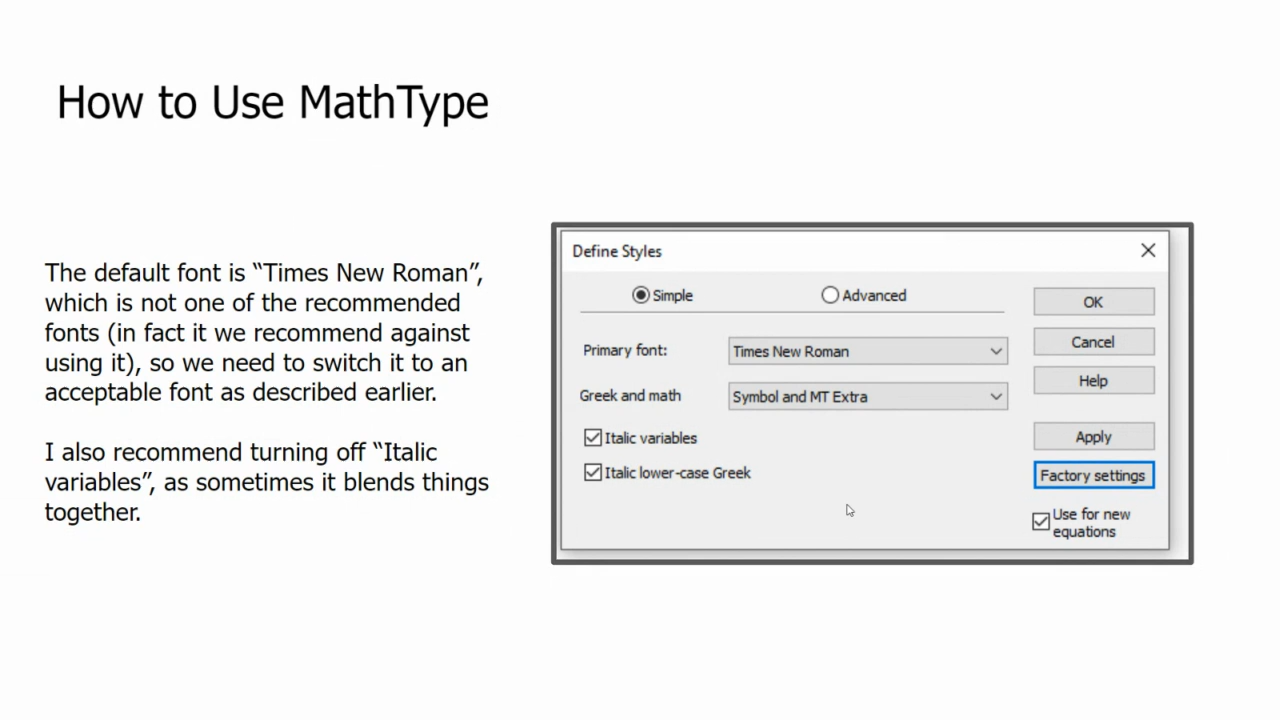 How to Use MathType
The default font is “Times New Roman”,
which is not one of the recommended
fonts (in fact it we recommend against
using it), so we need to switch it to an
acceptable font as described earlier.
I also recommend turning off “Italic
variables”, as sometimes it blends things
together.
Define Styles
Simple
Advanced
OK
Primary font:
Times New Roman
Cancel
Help
Greek and math
Symbol and MT Extra
Italic variables
Apply
Italic lower-case Greek
Factory settings
Use for new
equations